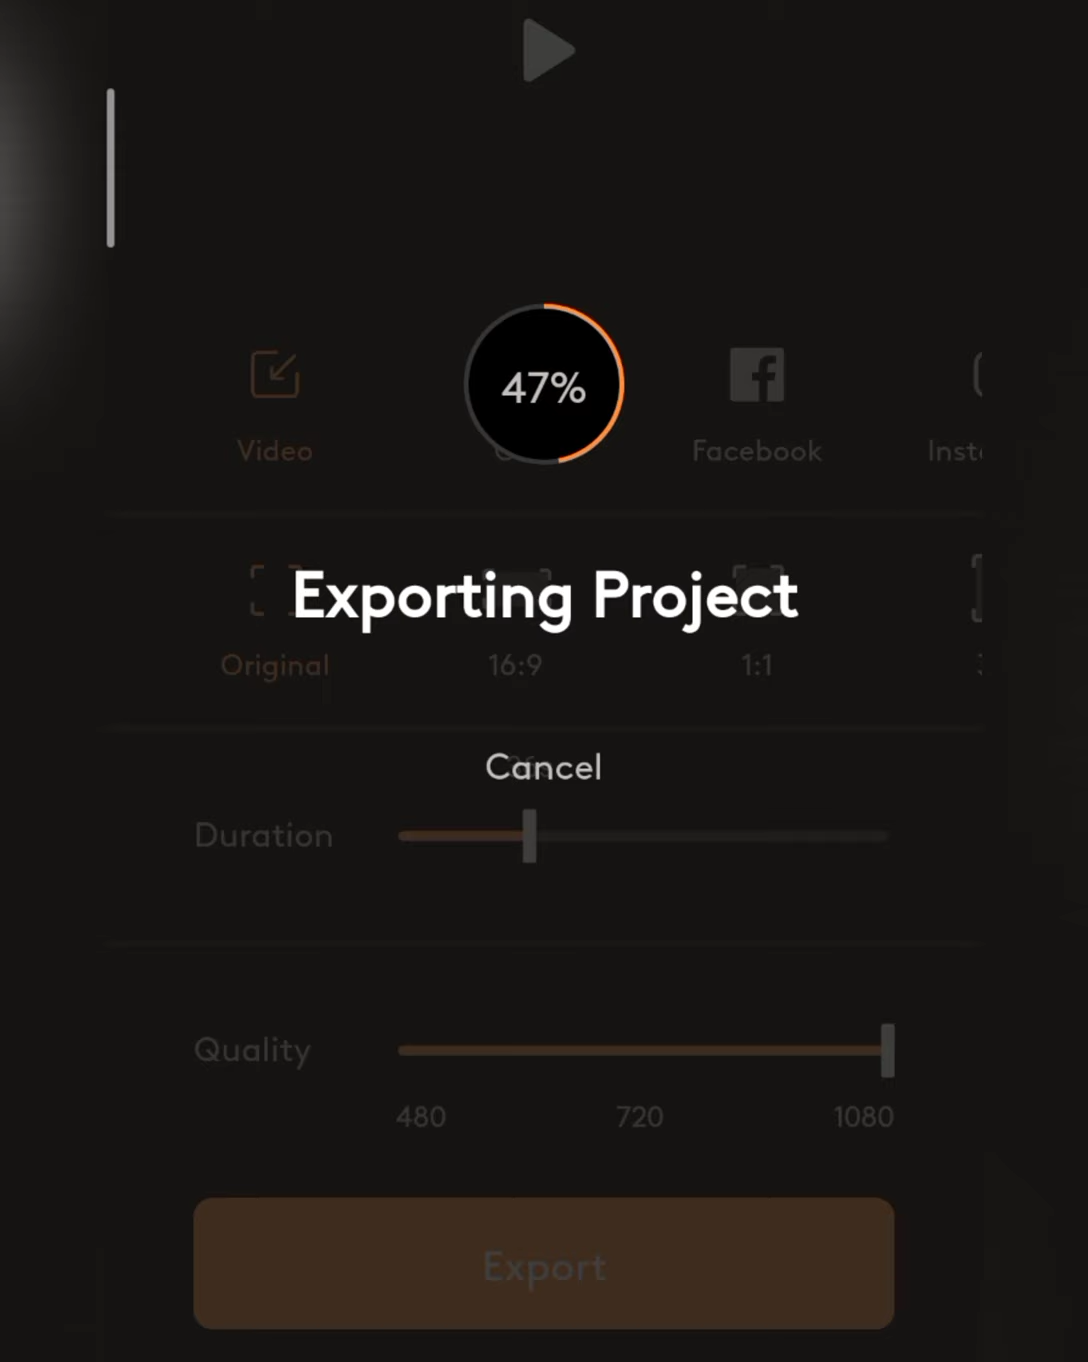 47%
Video
Facebook
Exporting Project
Original 16:9 1:1
Cancel
Duration
Quality
480 720 1080
Export